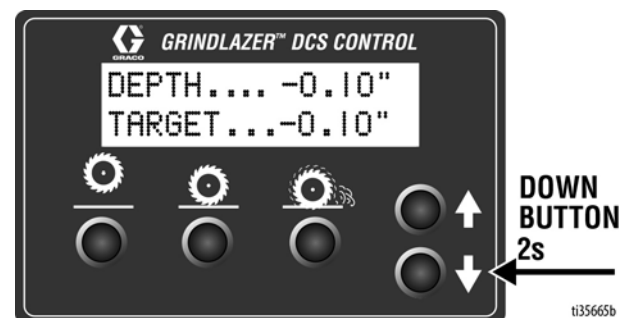 GRACO
GRINDLAZER™ DCS CONTROL
DEPTH.... -0.10"
TARGET...-0.10"
DOWN
BUTTON
2s
ti35665b